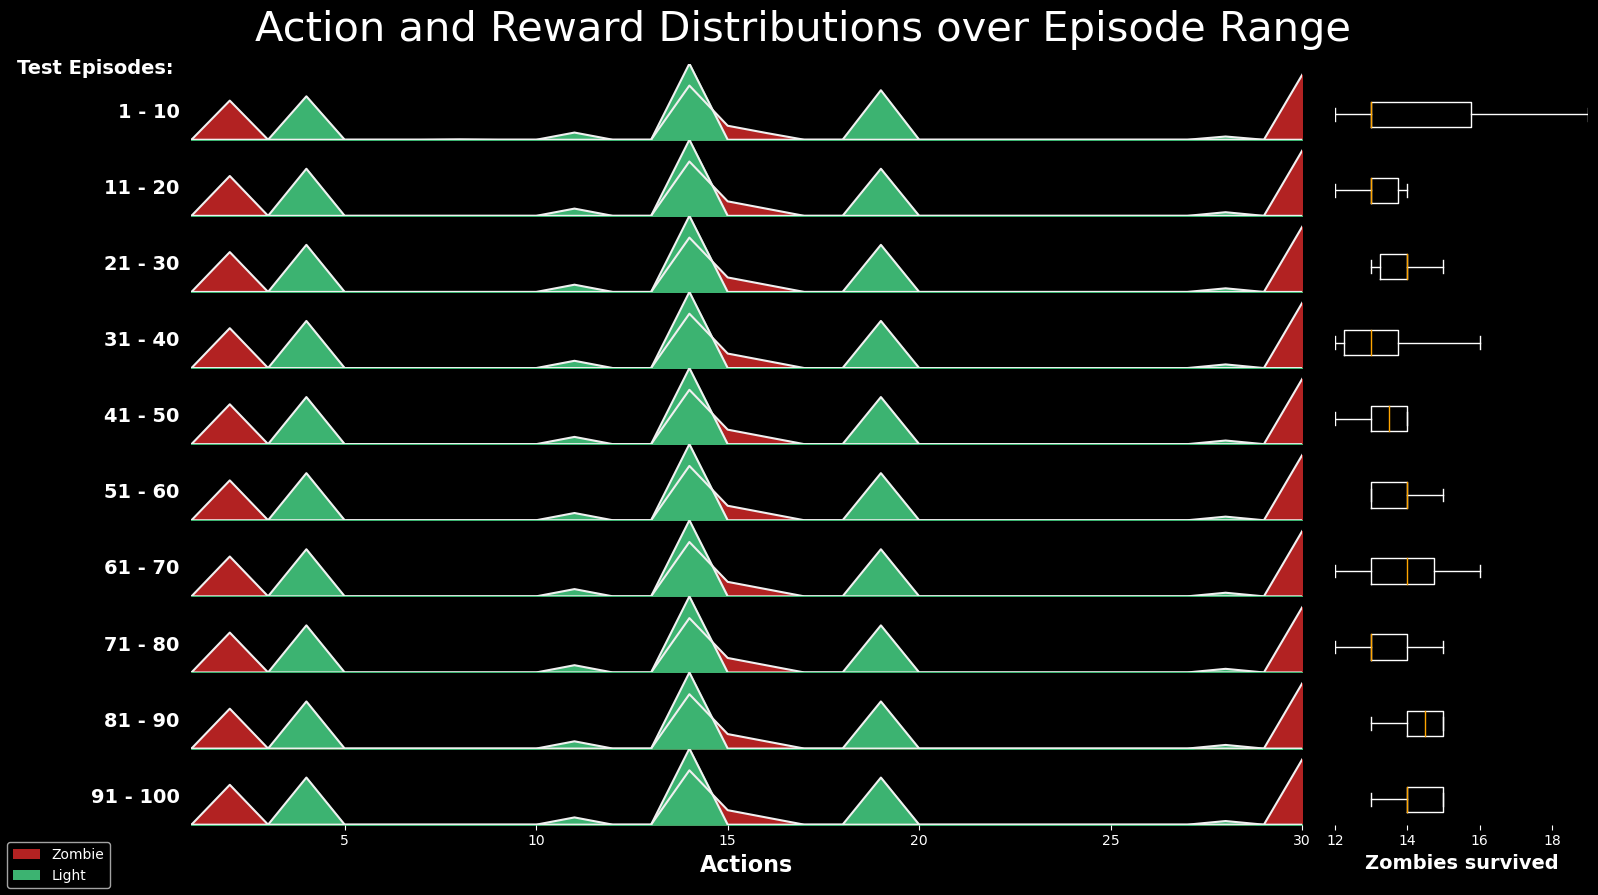 Action and Reward Distributions over Episode Range
Test Episodes:
1 - 10
11 - 20
21 - 30
31 - 40
41 - 50
51 - 60
61 - 70
71 - 80
81 - 90
91 - 100
5 10 15 20 25 30 12 14 16 18
Actions Zombies survived
Zombie
Light